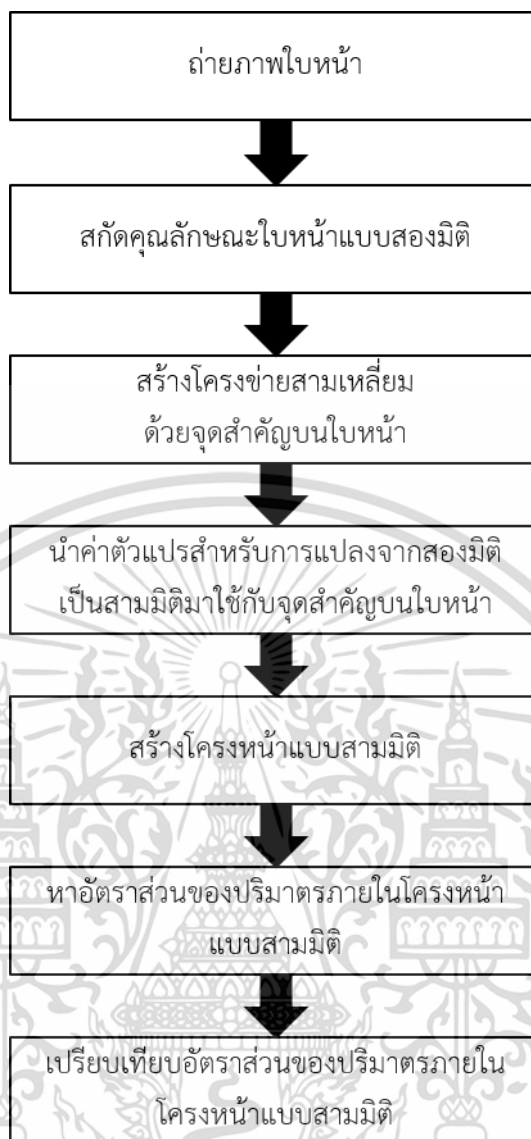 ถ่ายภาพใบหน้า
สกัดคุณลักษณะใบหน้าแบบสองมิติ
สร้างโครงข่ายสามเหลี่ยม
ด้วยจุดสำคัญบนใบหน้า
นำค่าตัวแปรสำหรับการแปลงจากสองมิติ
เป็นสามมิติมาใช้กับจุดสำคัญบนใบหน้า
สร้างโครงหน้าแบบสามมิติ
หาอัตราส่วนของปริมาตรภายในโครงหน้า
แบบสามมิติ
เปรียบเทียบอัตราส่วนของปริมาตรภายใน
โครงหน้าแบบสามมิติ